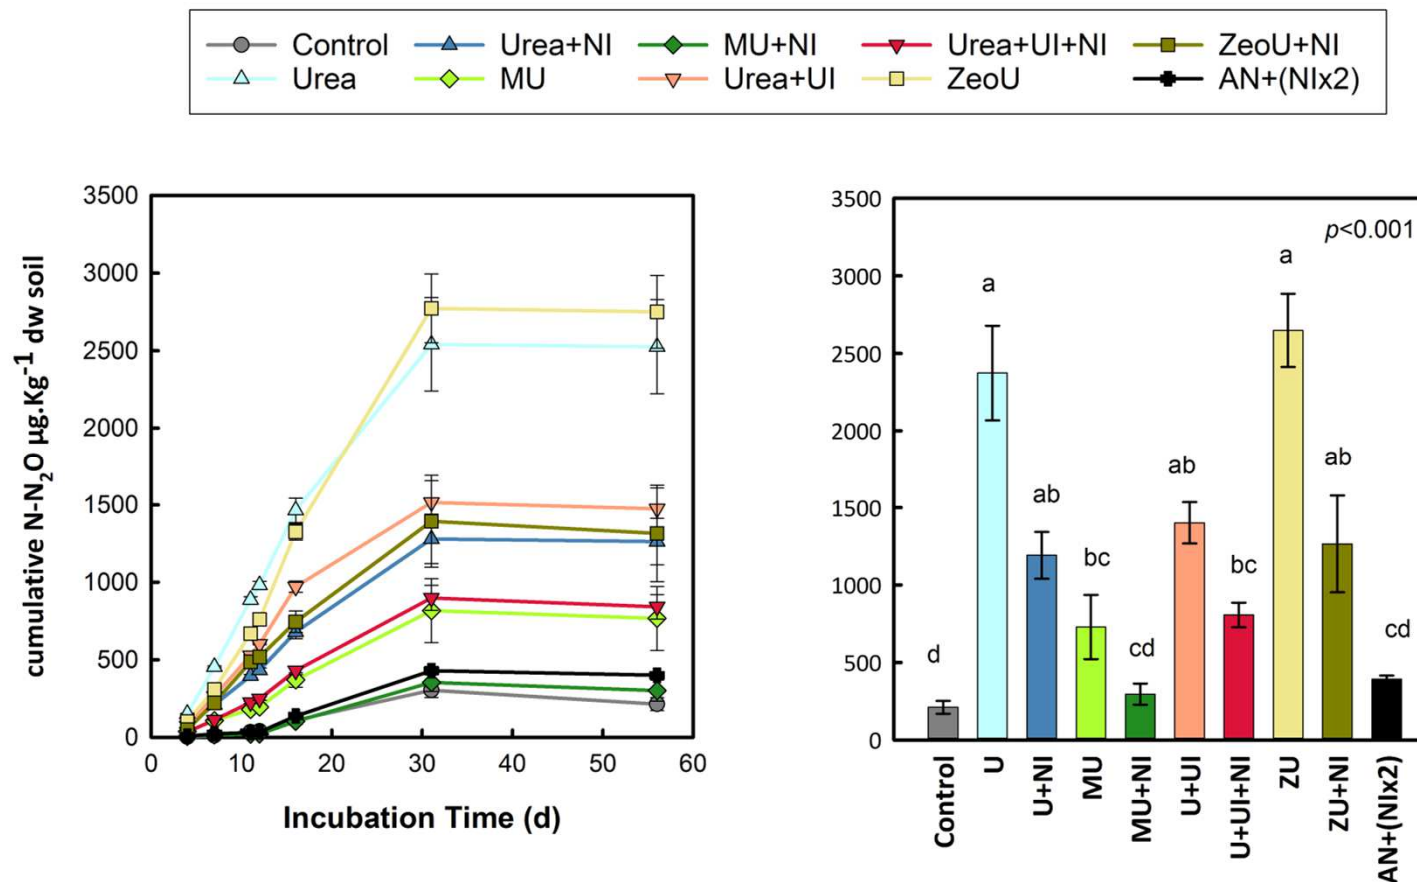 Control Urea+NI MU+NI Urea+UI+NI ZeoU+NI
Urea MU Urea+UI ZeoU AN+(NIx2)
cumulative N-N₂O µg.Kg⁻¹ dw soil
3500
3000
2500
2000
1500
1000
500
0
0 10 20 30 40 50 60
Incubation Time (d)
3500
3000
2500
2000
1500
1000
500
0
p<0.001
d a ab bc cd ab bc a ab cd
Control U U+NI MU MU+NI U+UI U+UI+NI ZU ZU+NI AN+(NIx2)